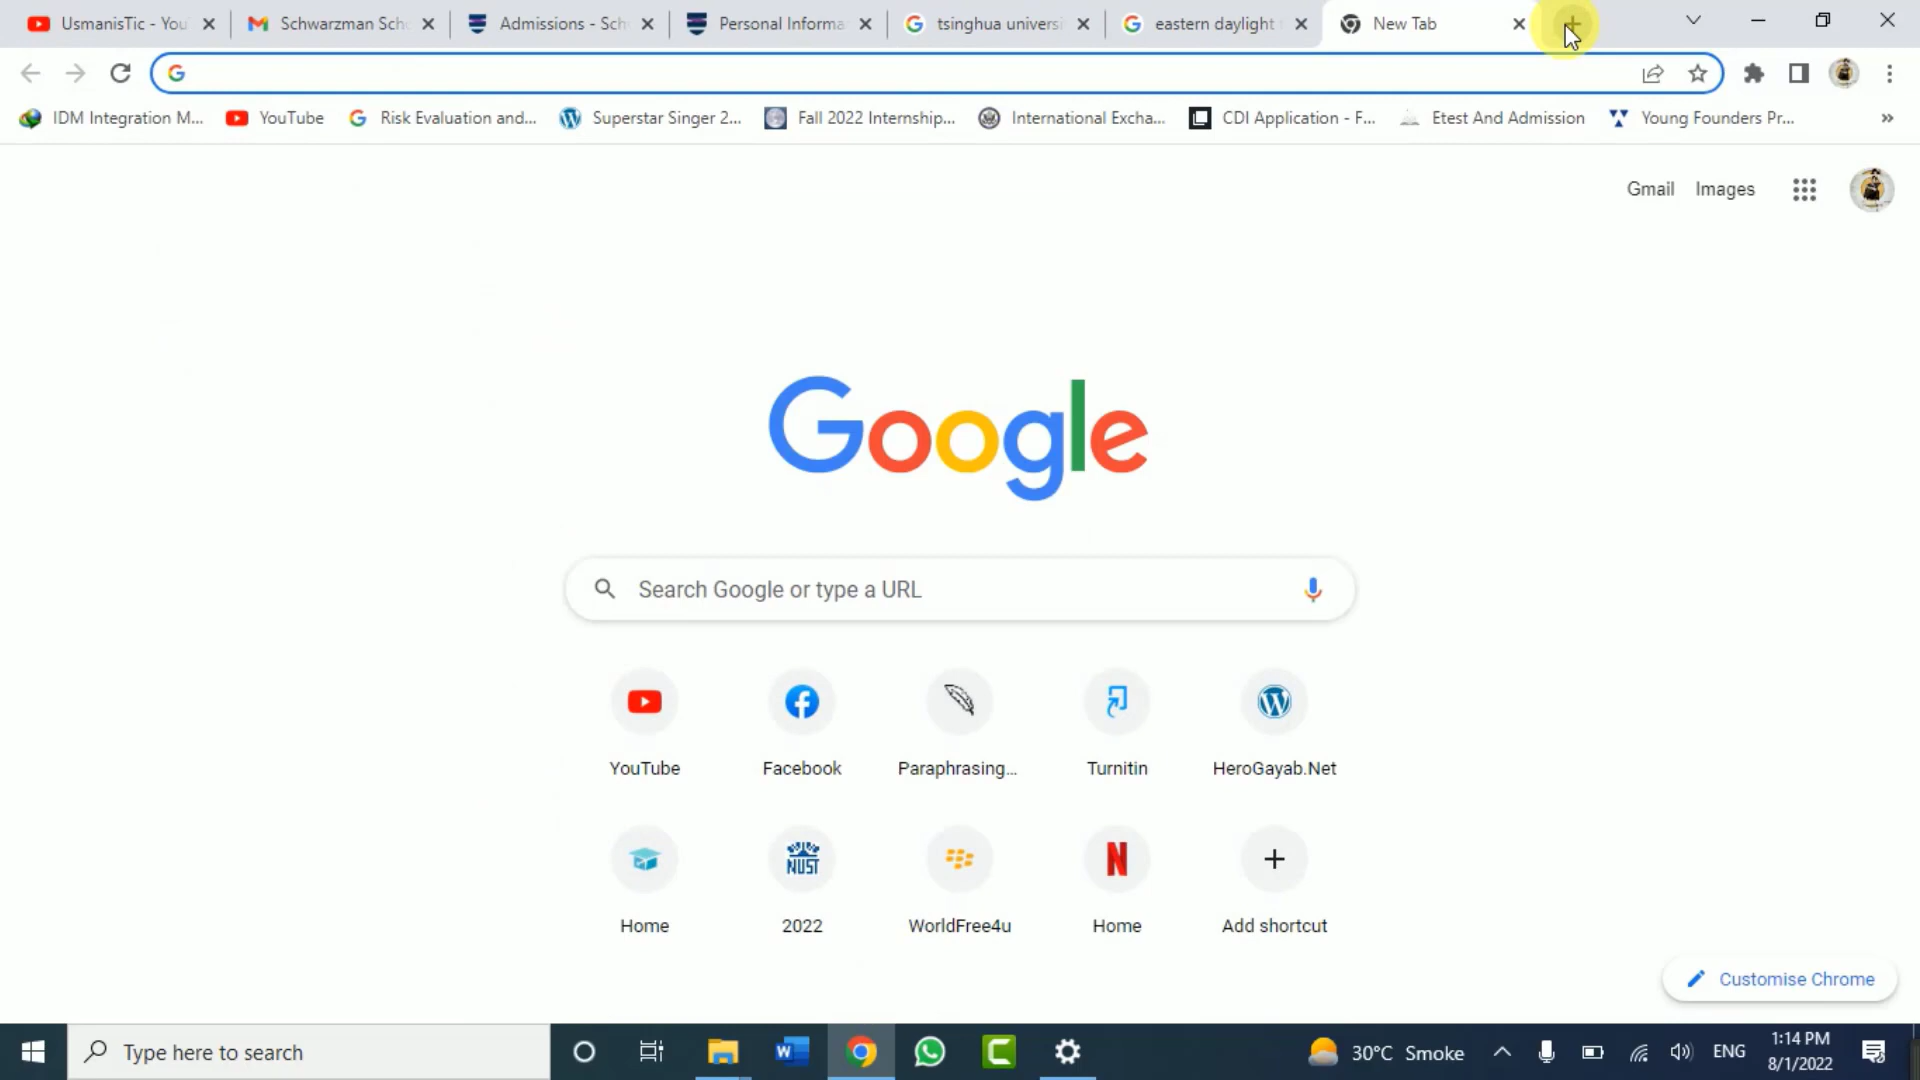 UsmanisTic - You
Schwarzman Scho
Admissions - Sch
Personal Informa
tsinghua universi
eastern daylight
New Tab
IDM Integration M...
YouTube
Risk Evaluation and...
Superstar Singer 2...
Fall 2022 Internship...
International Excha...
CDI Application - F...
Etest And Admission
Young Founders Pr...
»
Gmail
Images
Google
Search Google or type a URL
YouTube
Facebook
Paraphrasing...
Turnitin
HeroGayab.Net
NUST
Home
2022
WorldFree4u
Home
Add shortcut
Customise Chrome
Type here to search
30°C Smoke
ENG
1:14 PM
8/1/2022